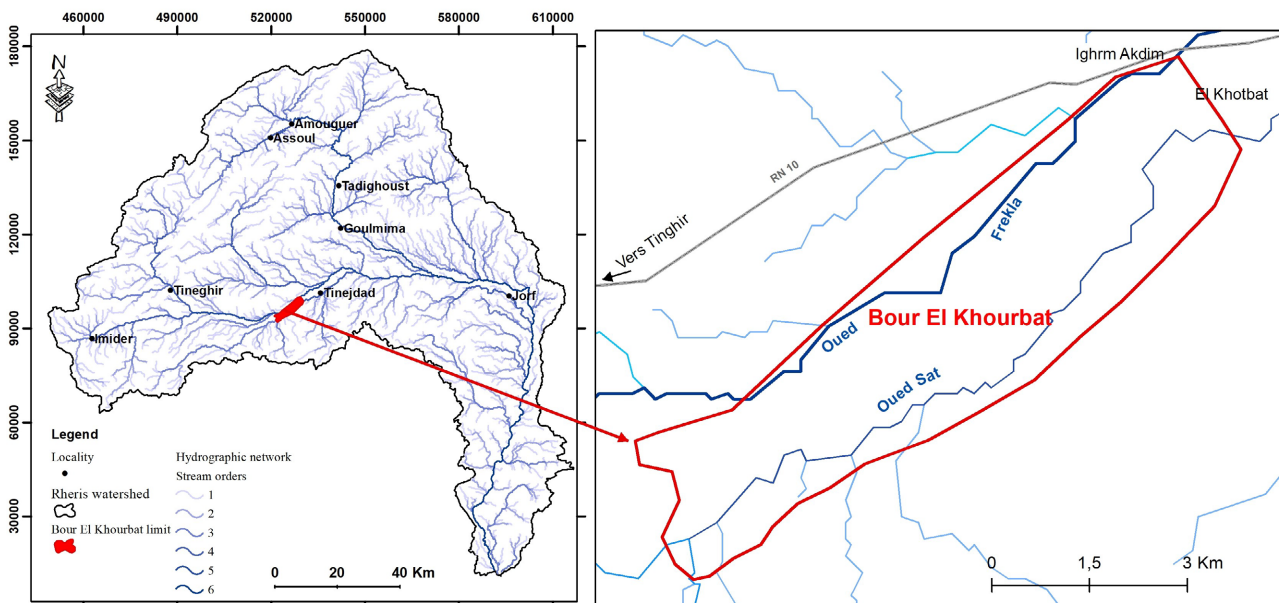 460000 490000 520000 550000 580000 610000
180000
150000
120000
90000
60000
30000
N
Amouguer
Assoul
Tadighoust
Goulmima
Tineghir
Tinejdad
Jorf
Imider
Legend
Locality
Rheris watershed
Bour El Khourbat limit
Hydrographic network
Stream orders
1
2
3
4
5
6
0 20 40 Km
Ighrm Akdim
El Khotbat
RN 10
Vers Tinghir
Frekla
Oued
Bour El Khourbat
Oued Sat
0 1,5 3 Km